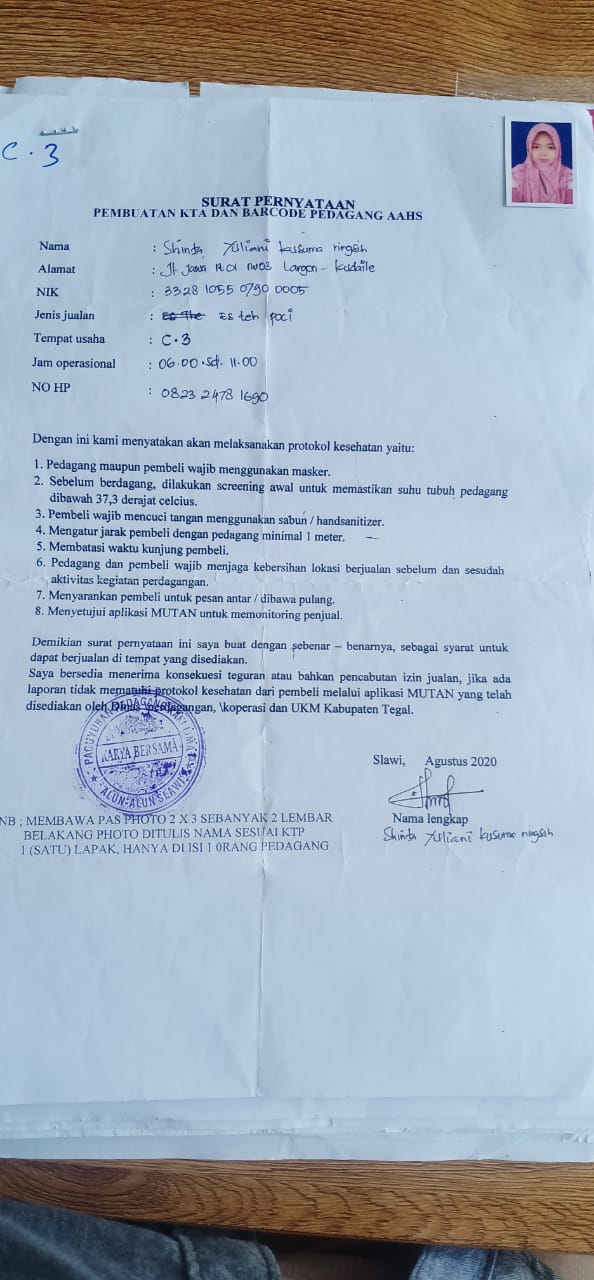 C . 3
SURAT PERNYATAAN
PEMBUATAN KTA DAN BARCODE PEDAGANG AAHS
Nama : Shinta Yuliani kusuma ningsih
Alamat : Jl. Jawa Rt 01 rw03 Langon - kudaile
NIK : 3328 1055 0790 0005
Jenis jualan : Es The Es teh poci
Tempat usaha : C.3
Jam operasional : 06.00 .sd. 11.00
NO HP : 0823 2478 1690
Dengan ini kami menyatakan akan melaksanakan protokol kesehatan yaitu:
1. Pedagang maupun pembeli wajib menggunakan masker.
2. Sebelum berdagang, dilakukan screening awal untuk memastikan suhu tubuh pedagang
dibawah 37,3 derajat celcius.
3. Pembeli wajib mencuci tangan menggunakan sabun / handsanitizer.
4. Mengatur jarak pembeli dengan pedagang minimal 1 meter.
5. Membatasi waktu kunjung pembeli.
6. Pedagang dan pembeli wajib menjaga kebersihan lokasi berjualan sebelum dan sesudah
aktivitas kegiatan perdagangan.
7. Menyarankan pembeli untuk pesan antar / dibawa pulang.
8. Menyetujui aplikasi MUTAN untuk memonitoring penjual.
Demikian surat pernyataan ini saya buat dengan sebenar – benarnya, sebagai syarat untuk
dapat berjualan di tempat yang disediakan.
Saya bersedia menerima konsekuesi teguran atau bahkan pencabutan izin jualan, jika ada
laporan tidak mematuhi protokol kesehatan dari pembeli melalui aplikasi MUTAN yang telah
disediakan oleh Dinas perdagangan, \koperasi dan UKM Kabupaten Tegal.
PAGUYUBAN PEDAGANG KAKI LIMA
KARYA BERSAMA
ALUN-ALUN SLAWI
Slawi, Agustus 2020
Nama lengkap
Shinta Yuliani kusuma ningsih
NB ; MEMBAWA PAS PHOTO 2 X 3 SEBANYAK 2 LEMBAR
BELAKANG PHOTO DITULIS NAMA SESUAI KTP
1 (SATU) LAPAK, HANYA DI ISI 1 0RANG PEDAGANG